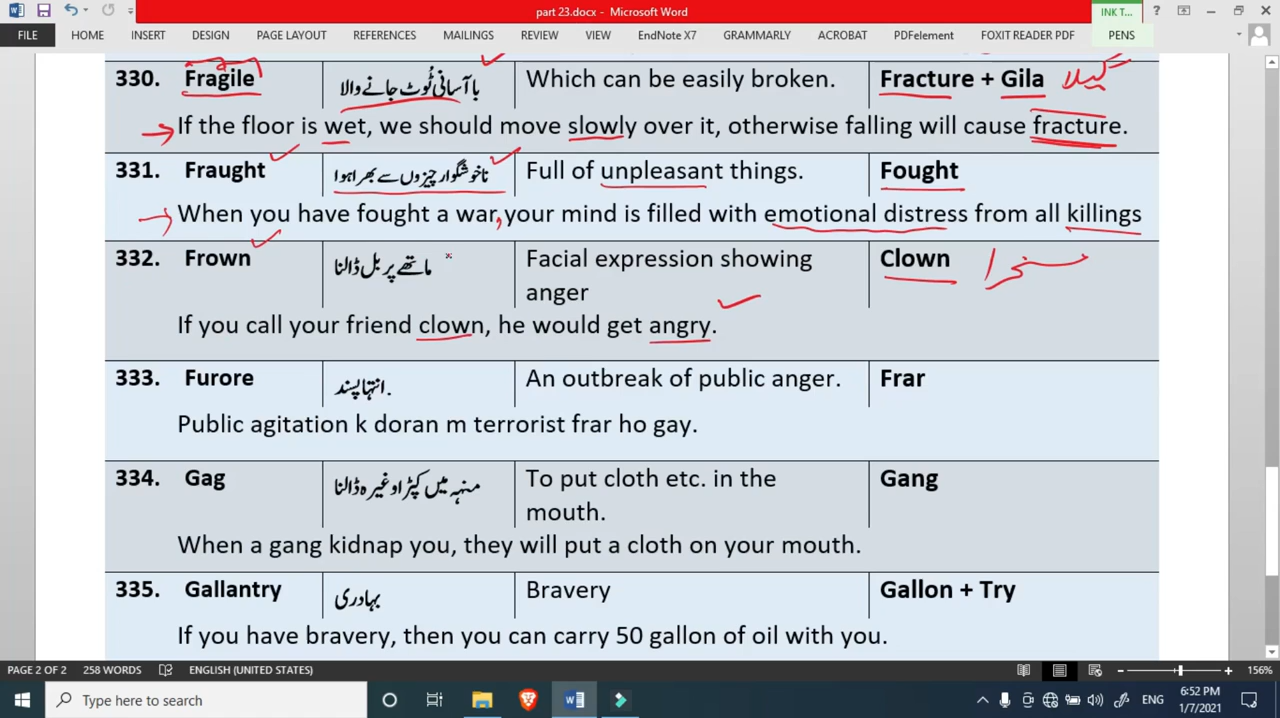 part 23.docx - Microsoft Word
INK T...
FILE HOME INSERT DESIGN PAGE LAYOUT REFERENCES MAILINGS REVIEW VIEW EndNote X7 GRAMMARLY ACROBAT PDFelement FOXIT READER PDF PENS
330. Fragile باآسانی ٹُوٹ جانے والا Which can be easily broken. Fracture + Gila گیلا
If the floor is wet, we should move slowly over it, otherwise falling will cause fracture.
331. Fraught ناخوشگوار چیزوں سے بھرا ہوا Full of unpleasant things. Fought
When you have fought a war, your mind is filled with emotional distress from all killings
332. Frown ماتھے پر بل ڈالنا Facial expression showing Clown مسخرا
anger
If you call your friend clown, he would get angry.
333. Furore انتہا پسند. An outbreak of public anger. Frar
Public agitation k doran m terrorist frar ho gay.
334. Gag منہہ میں کپڑا وغیرہ ڈالنا To put cloth etc. in the Gang
mouth.
When a gang kidnap you, they will put a cloth on your mouth.
335. Gallantry بہادری Bravery Gallon + Try
If you have bravery, then you can carry 50 gallon of oil with you.
PAGE 2 OF 2 258 WORDS ENGLISH (UNITED STATES) 156%
Type here to search ENG 6:52 PM
1/7/2021